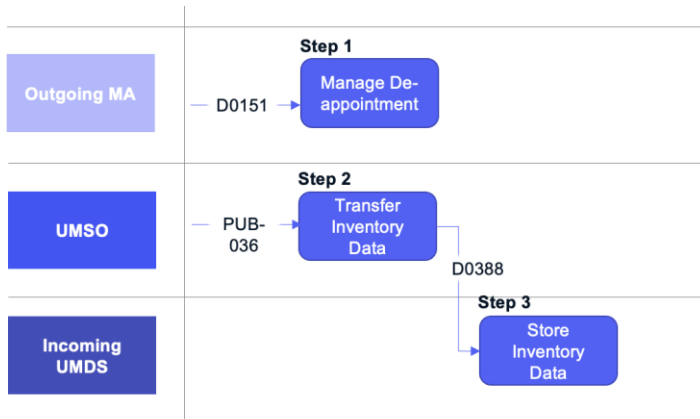 Step 1
Outgoing MA
D0151
Manage De-
appointment
Step 2
UMSO
PUB-
036
Transfer
Inventory
Data
D0388
Step 3
Incoming
UMDS
Store
Inventory
Data